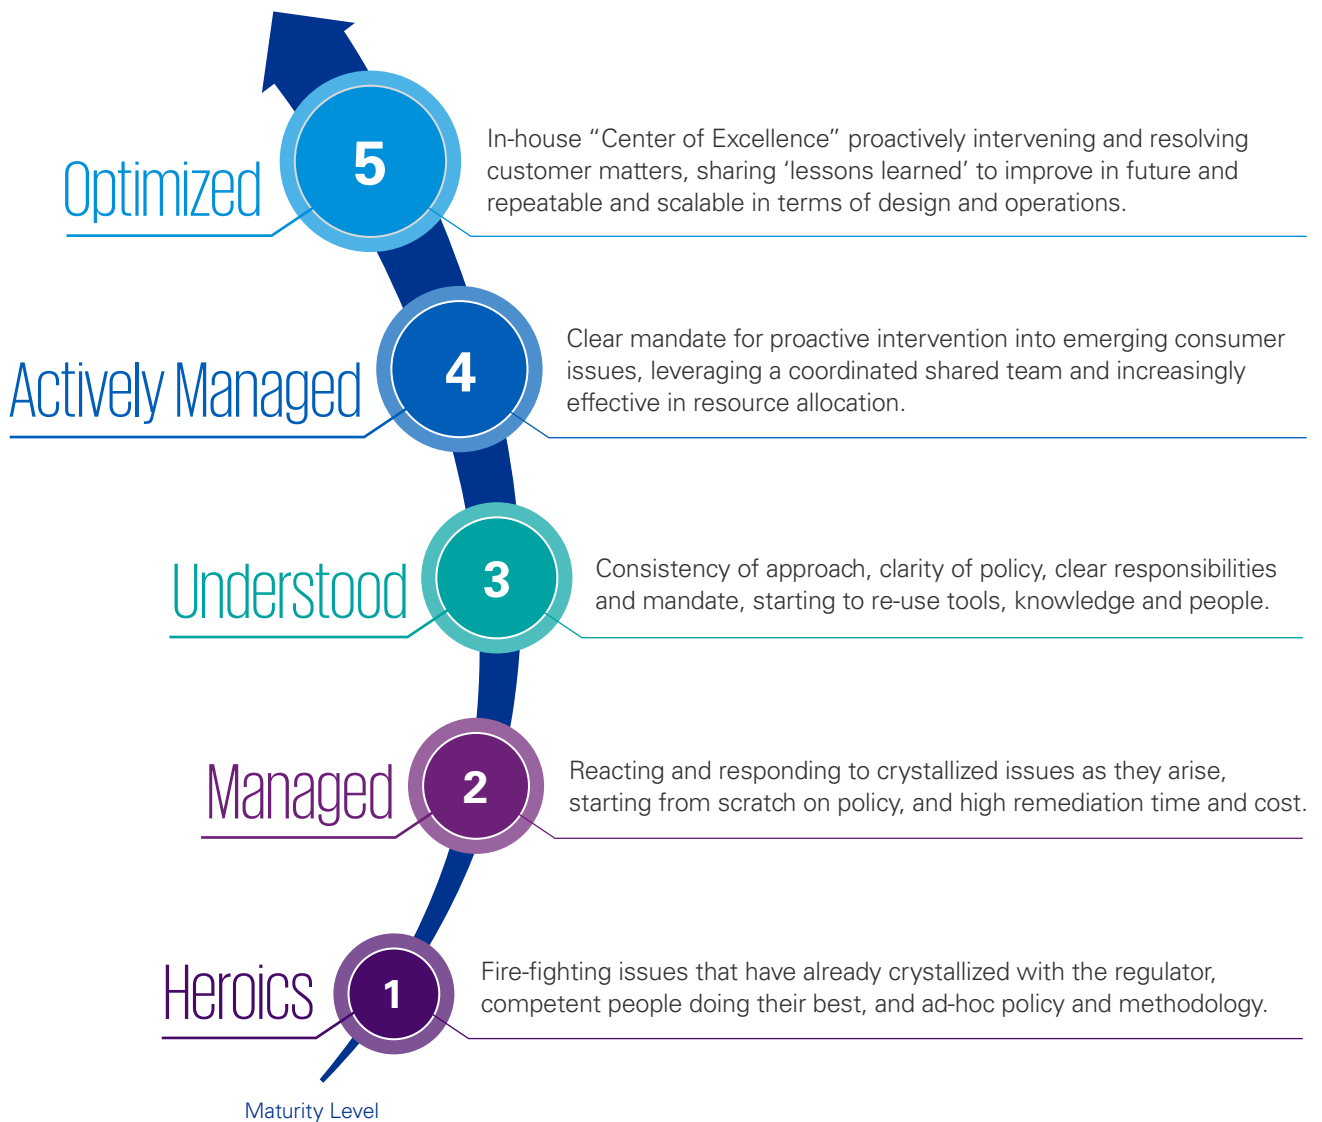 Optimized
5
In-house “Center of Excellence” proactively intervening and resolving
customer matters, sharing ‘lessons learned’ to improve in future and
repeatable and scalable in terms of design and operations.
Actively Managed
4
Clear mandate for proactive intervention into emerging consumer
issues, leveraging a coordinated shared team and increasingly
effective in resource allocation.
Understood
3
Consistency of approach, clarity of policy, clear responsibilities
and mandate, starting to re-use tools, knowledge and people.
Managed
2
Reacting and responding to crystallized issues as they arise,
starting from scratch on policy, and high remediation time and cost.
Heroics
1
Fire-fighting issues that have already crystallized with the regulator,
competent people doing their best, and ad-hoc policy and methodology.
Maturity Level